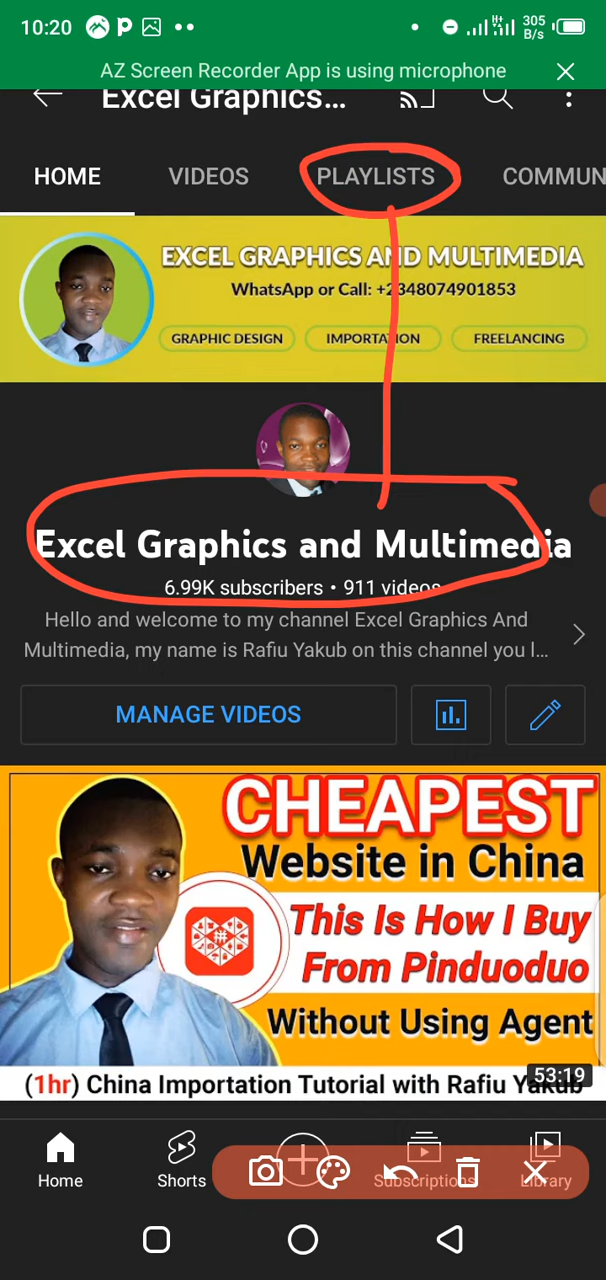 10:20
305
B/s
AZ Screen Recorder App is using microphone
Excel Graphics...
HOME VIDEOS PLAYLISTS COMMUN
EXCEL GRAPHICS AND MULTIMEDIA
WhatsApp or Call: +2348074901853
GRAPHIC DESIGN IMPORTATION FREELANCING
Excel Graphics and Multimedia
6.99K subscribers • 911 videos
Hello and welcome to my channel Excel Graphics And
Multimedia, my name is Rafiu Yakub on this channel you l...
MANAGE VIDEOS
CHEAPEST
Website in China
This Is How I Buy
From Pinduoduo
Without Using Agent
(1hr) China Importation Tutorial with Rafiu Yakub
53:19
Home Shorts Subscriptions Library